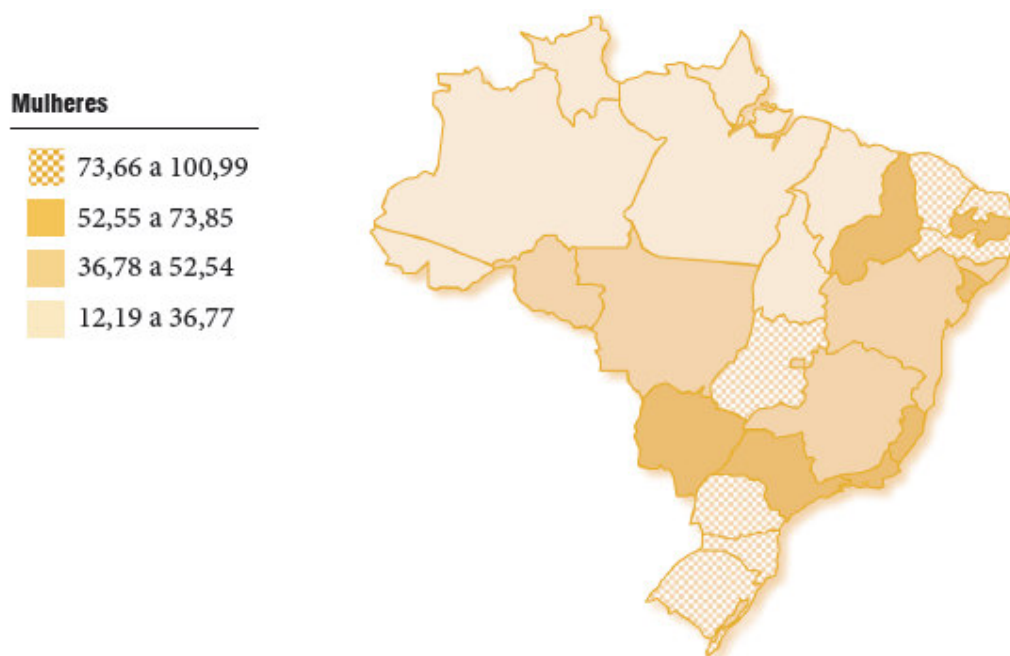 Mulheres
73,66 a 100,99
52,55 a 73,85
36,78 a 52,54
12,19 a 36,77